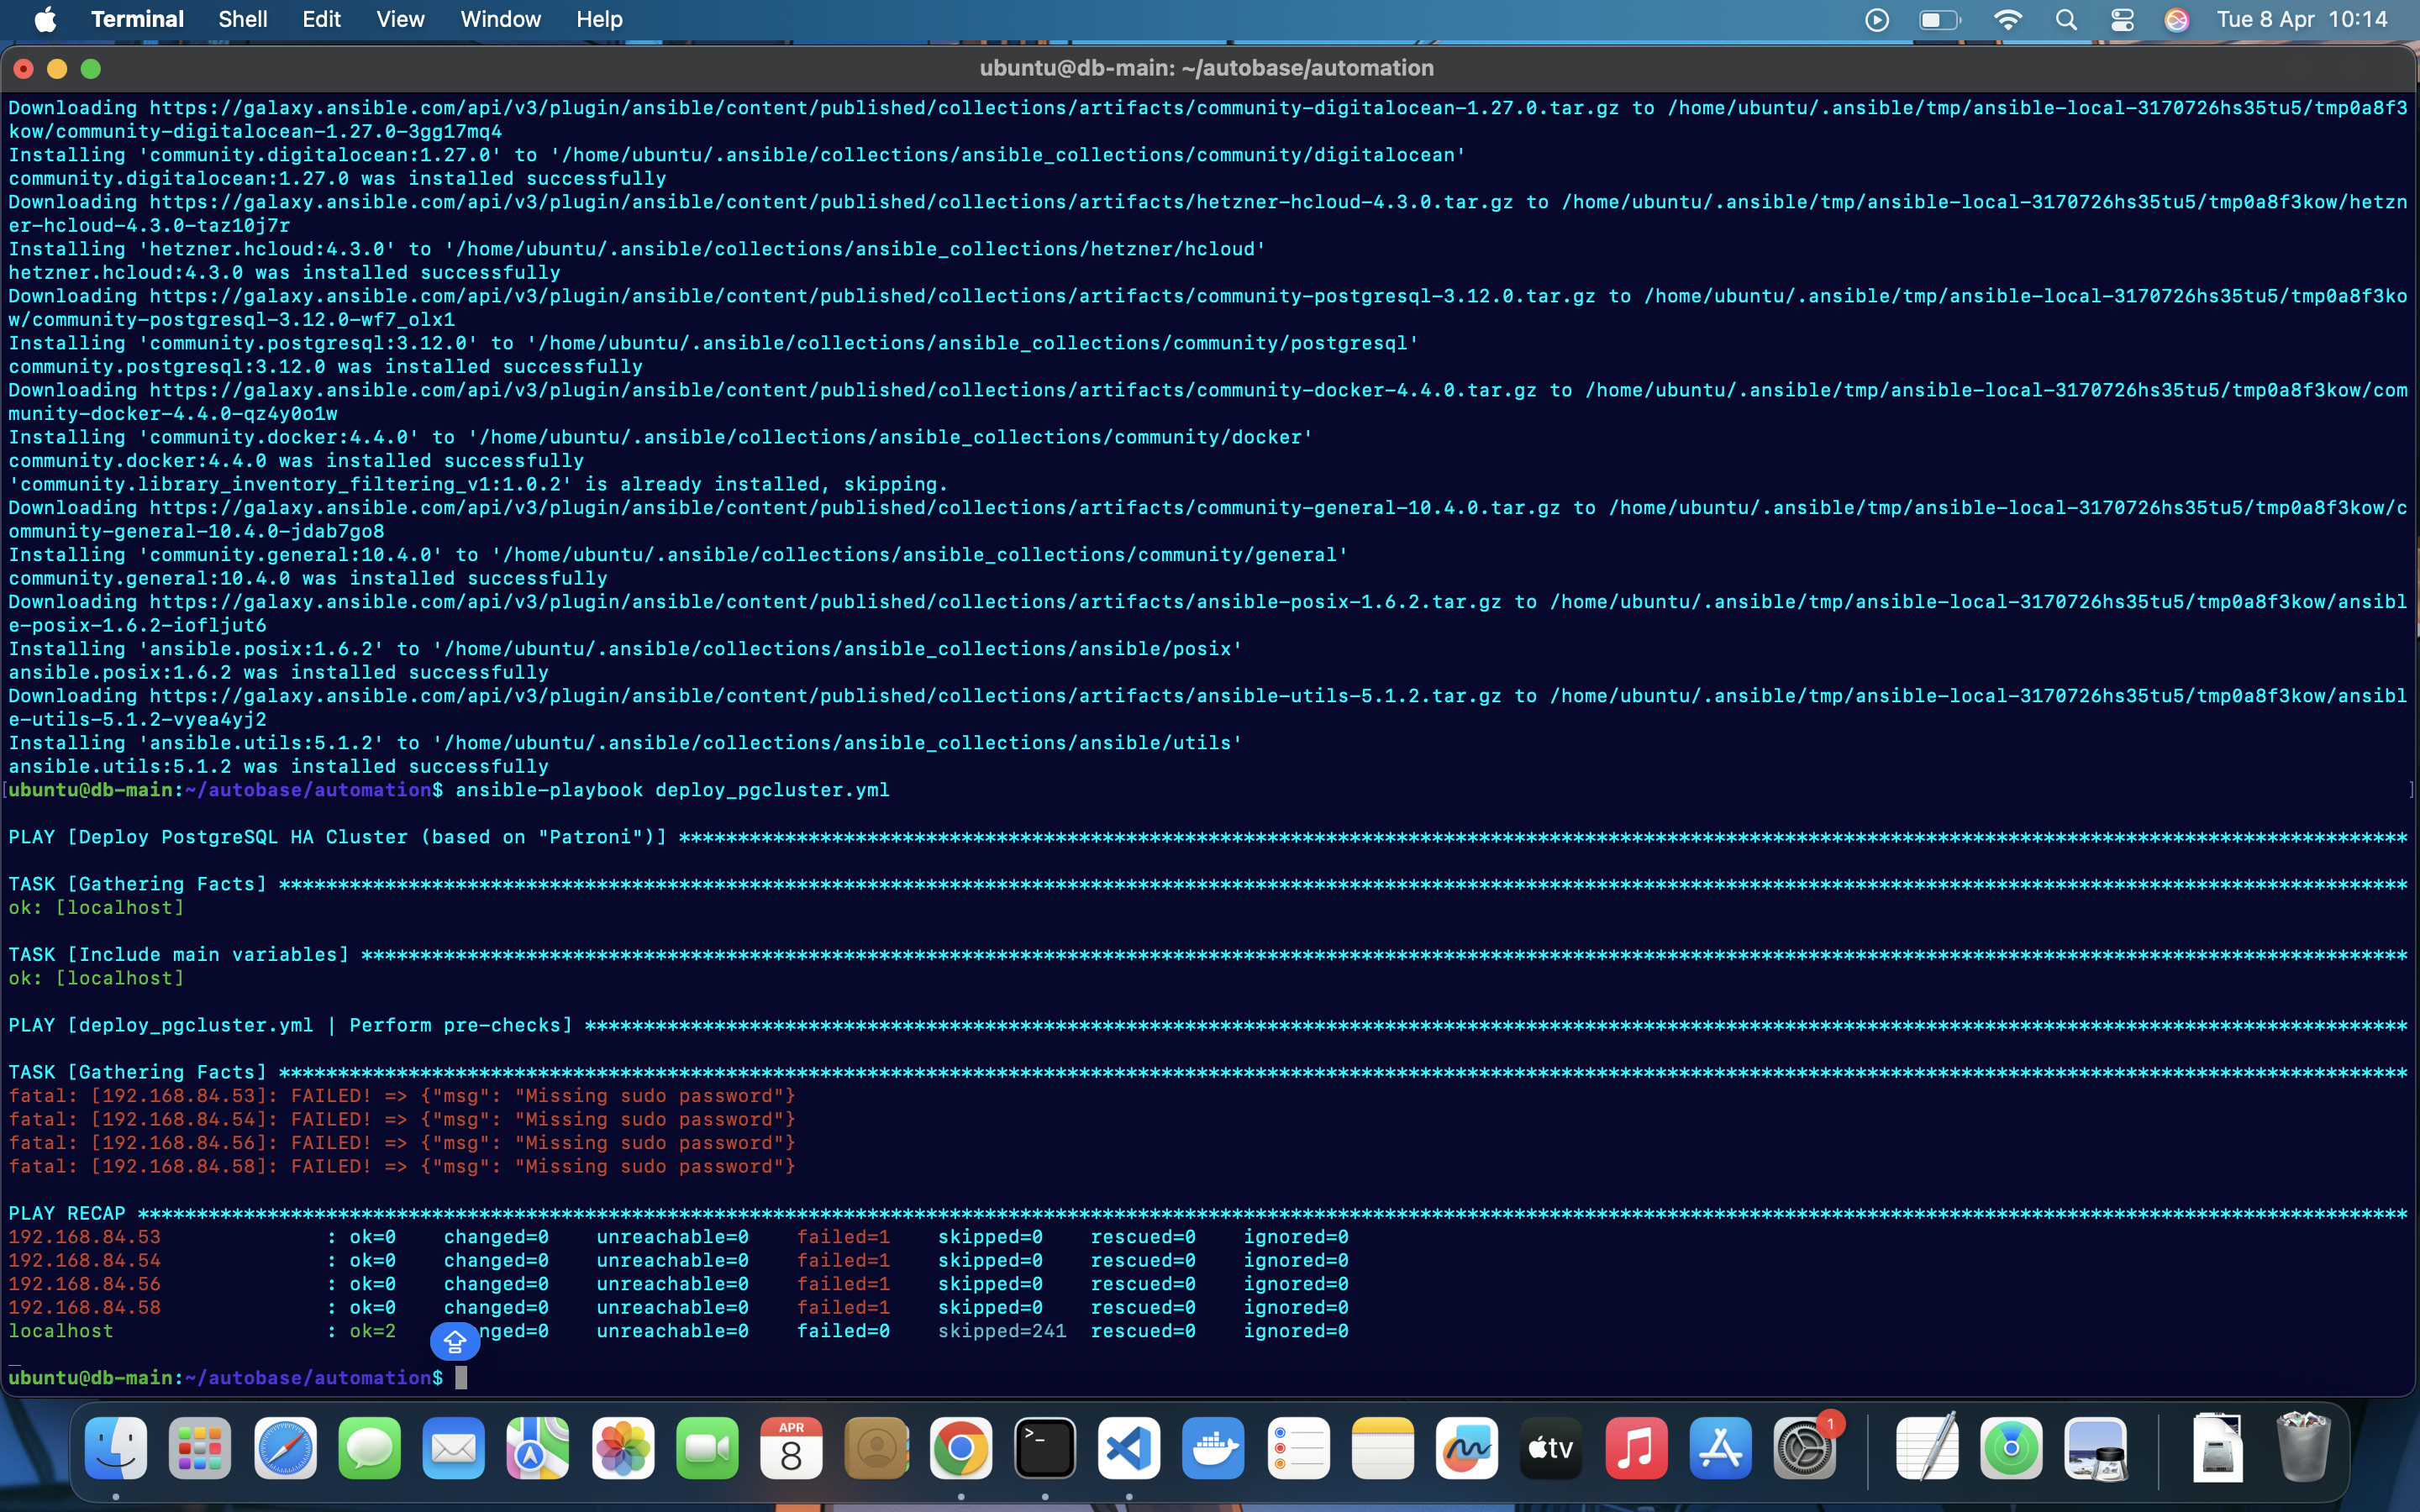 Terminal Shell Edit View Window Help Tue 8 Apr 10:14
ubuntu@db-main: ~/autobase/automation
Downloading https://galaxy.ansible.com/api/v3/plugin/ansible/content/published/collections/artifacts/community-digitalocean-1.27.0.tar.gz to /home/ubuntu/.ansible/tmp/ansible-local-3170726hs35tu5/tmp0a8f3
kow/community-digitalocean-1.27.0-3gg17mq4
Installing 'community.digitalocean:1.27.0' to '/home/ubuntu/.ansible/collections/ansible_collections/community/digitalocean'
community.digitalocean:1.27.0 was installed successfully
Downloading https://galaxy.ansible.com/api/v3/plugin/ansible/content/published/collections/artifacts/hetzner-hcloud-4.3.0.tar.gz to /home/ubuntu/.ansible/tmp/ansible-local-3170726hs35tu5/tmp0a8f3kow/hetzn
er-hcloud-4.3.0-taz10j7r
Installing 'hetzner.hcloud:4.3.0' to '/home/ubuntu/.ansible/collections/ansible_collections/hetzner/hcloud'
hetzner.hcloud:4.3.0 was installed successfully
Downloading https://galaxy.ansible.com/api/v3/plugin/ansible/content/published/collections/artifacts/community-postgresql-3.12.0.tar.gz to /home/ubuntu/.ansible/tmp/ansible-local-3170726hs35tu5/tmp0a8f3ko
w/community-postgresql-3.12.0-wf7_olx1
Installing 'community.postgresql:3.12.0' to '/home/ubuntu/.ansible/collections/ansible_collections/community/postgresql'
community.postgresql:3.12.0 was installed successfully
Downloading https://galaxy.ansible.com/api/v3/plugin/ansible/content/published/collections/artifacts/community-docker-4.4.0.tar.gz to /home/ubuntu/.ansible/tmp/ansible-local-3170726hs35tu5/tmp0a8f3kow/com
munity-docker-4.4.0-qz4y0o1w
Installing 'community.docker:4.4.0' to '/home/ubuntu/.ansible/collections/ansible_collections/community/docker'
community.docker:4.4.0 was installed successfully
'community.library_inventory_filtering_v1:1.0.2' is already installed, skipping.
Downloading https://galaxy.ansible.com/api/v3/plugin/ansible/content/published/collections/artifacts/community-general-10.4.0.tar.gz to /home/ubuntu/.ansible/tmp/ansible-local-3170726hs35tu5/tmp0a8f3kow/c
ommunity-general-10.4.0-jdab7go8
Installing 'community.general:10.4.0' to '/home/ubuntu/.ansible/collections/ansible_collections/community/general'
community.general:10.4.0 was installed successfully
Downloading https://galaxy.ansible.com/api/v3/plugin/ansible/content/published/collections/artifacts/ansible-posix-1.6.2.tar.gz to /home/ubuntu/.ansible/tmp/ansible-local-3170726hs35tu5/tmp0a8f3kow/ansibl
e-posix-1.6.2-iofljut6
Installing 'ansible.posix:1.6.2' to '/home/ubuntu/.ansible/collections/ansible_collections/ansible/posix'
ansible.posix:1.6.2 was installed successfully
Downloading https://galaxy.ansible.com/api/v3/plugin/ansible/content/published/collections/artifacts/ansible-utils-5.1.2.tar.gz to /home/ubuntu/.ansible/tmp/ansible-local-3170726hs35tu5/tmp0a8f3kow/ansibl
e-utils-5.1.2-vyea4yj2
Installing 'ansible.utils:5.1.2' to '/home/ubuntu/.ansible/collections/ansible_collections/ansible/utils'
ansible.utils:5.1.2 was installed successfully
[ubuntu@db-main:~/autobase/automation$ ansible-playbook deploy_pgcluster.yml ]
PLAY [Deploy PostgreSQL HA Cluster (based on "Patroni")] ***************************************************************************************************************************************************
TASK [Gathering Facts] *************************************************************************************************************************************************************************************
ok: [localhost]
TASK [Include main variables] ******************************************************************************************************************************************************************************
ok: [localhost]
PLAY [deploy_pgcluster.yml | Perform pre-checks] ***********************************************************************************************************************************************************
TASK [Gathering Facts] *************************************************************************************************************************************************************************************
fatal: [192.168.84.53]: FAILED! => {"msg": "Missing sudo password"}
fatal: [192.168.84.54]: FAILED! => {"msg": "Missing sudo password"}
fatal: [192.168.84.56]: FAILED! => {"msg": "Missing sudo password"}
fatal: [192.168.84.58]: FAILED! => {"msg": "Missing sudo password"}
PLAY RECAP *************************************************************************************************************************************************************************************************
192.168.84.53 : ok=0 changed=0 unreachable=0 failed=1 skipped=0 rescued=0 ignored=0
192.168.84.54 : ok=0 changed=0 unreachable=0 failed=1 skipped=0 rescued=0 ignored=0
192.168.84.56 : ok=0 changed=0 unreachable=0 failed=1 skipped=0 rescued=0 ignored=0
192.168.84.58 : ok=0 changed=0 unreachable=0 failed=1 skipped=0 rescued=0 ignored=0
localhost : ok=2 nged=0 unreachable=0 failed=0 skipped=241 rescued=0 ignored=0
ubuntu@db-main:~/autobase/automation$
APR
8
>_
tv
1